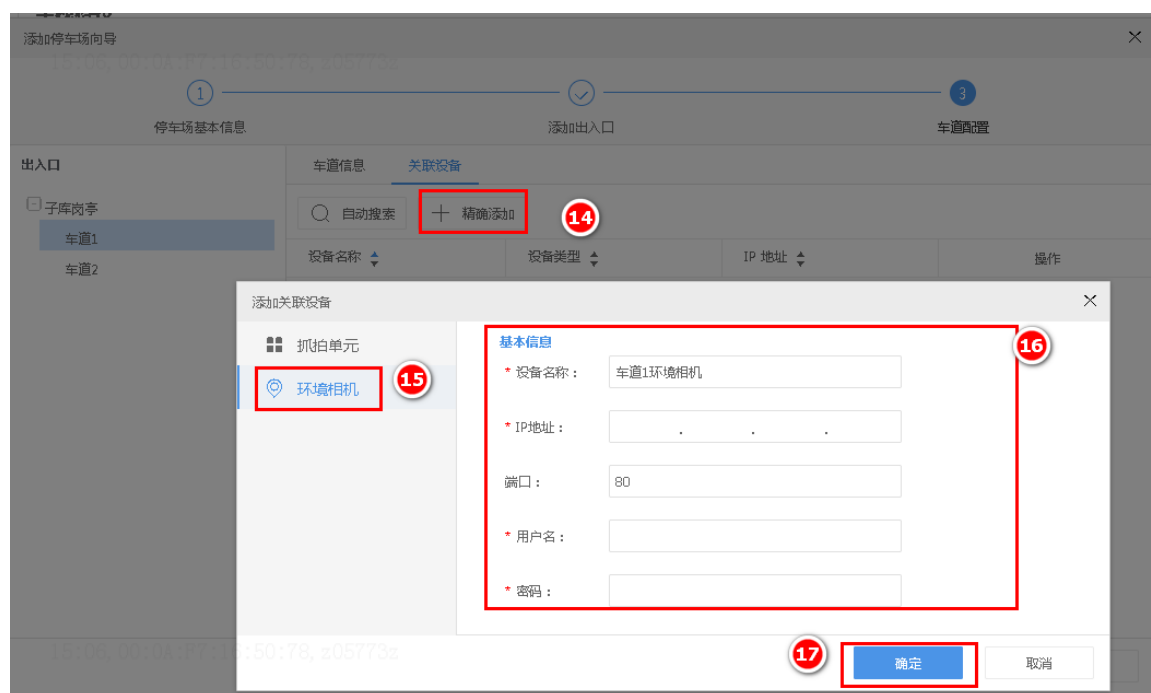 添加停车场向导
1
3
停车场基本信息
添加出入口
车道配置
出入口
车道信息
关联设备
子库岗亭
自动搜索
精确添加
14
车道1
车道2
设备名称
设备类型
IP 地址
操作
添加关联设备
抓拍单元
环境相机
15
基本信息
16
* 设备名称：
车道1环境相机
* IP地址：
. . .
端口：
80
* 用户名：
* 密码：
17
确定
取消